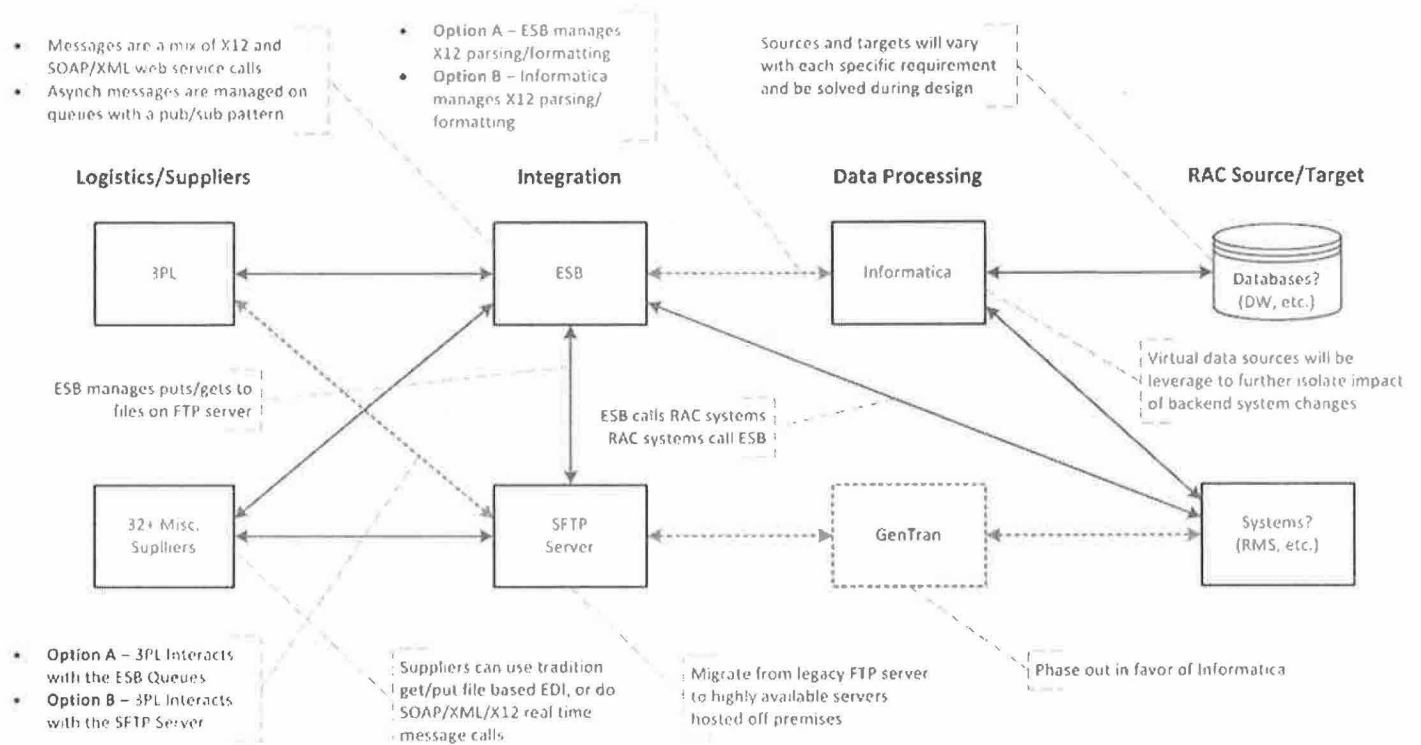 • Messages are a mix of X12 and
SOAP/XML web service calls
• Asynch messages are managed on
queues with a pub/sub pattern
• Option A – ESB manages
X12 parsing/formatting
• Option B – Informatica
manages X12 parsing/
formatting
Sources and targets will vary
with each specific requirement
and be solved during design
Logistics/Suppliers
Integration
Data Processing
RAC Source/Target
3PL
ESB
Informatica
Databases?
(DW, etc.)
ESB manages puts/gets to
files on FTP server
ESB calls RAC systems
RAC systems call ESB
Virtual data sources will be
leverage to further isolate impact
of backend system changes
32+ Misc.
Suplliers
SFTP
Server
GenTran
Systems?
(RMS, etc.)
• Option A – 3PL Interacts
with the ESB Queues
• Option B – 3PL Interacts
with the SFTP Server
Suppliers can use tradition
get/put file based EDI, or do
SOAP/XML/X12 real time
message calls
Migrate from legacy FTP server
to highly available servers
hosted off premises
Phase out in favor of Informatica